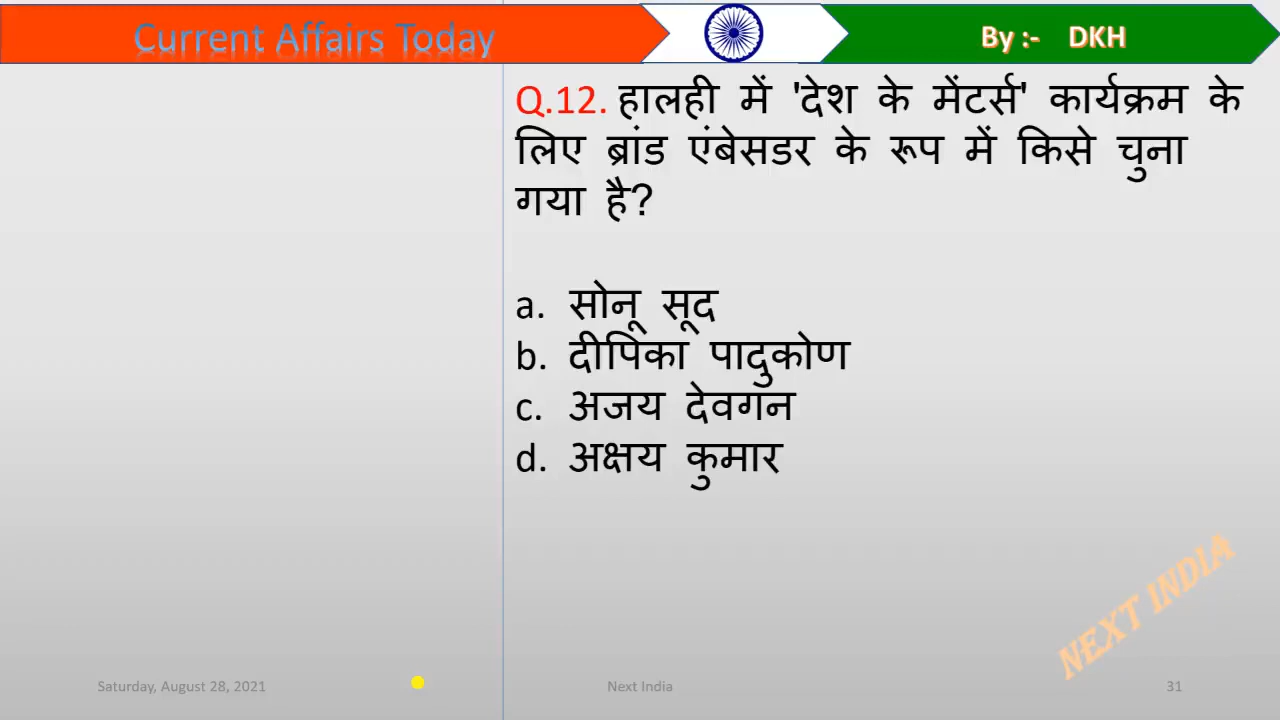 Current Affairs Today
By :- DKH
Q.12. हालही में 'देश के मेंटर्स' कार्यक्रम के
लिए ब्रांड एंबेसडर के रूप में किसे चुना
गया है?
a. सोनू सूद
b. दीपिका पादुकोण
c. अजय देवगन
d. अक्षय कुमार
NEXT INDIA
Saturday, August 28, 2021
Next India
31